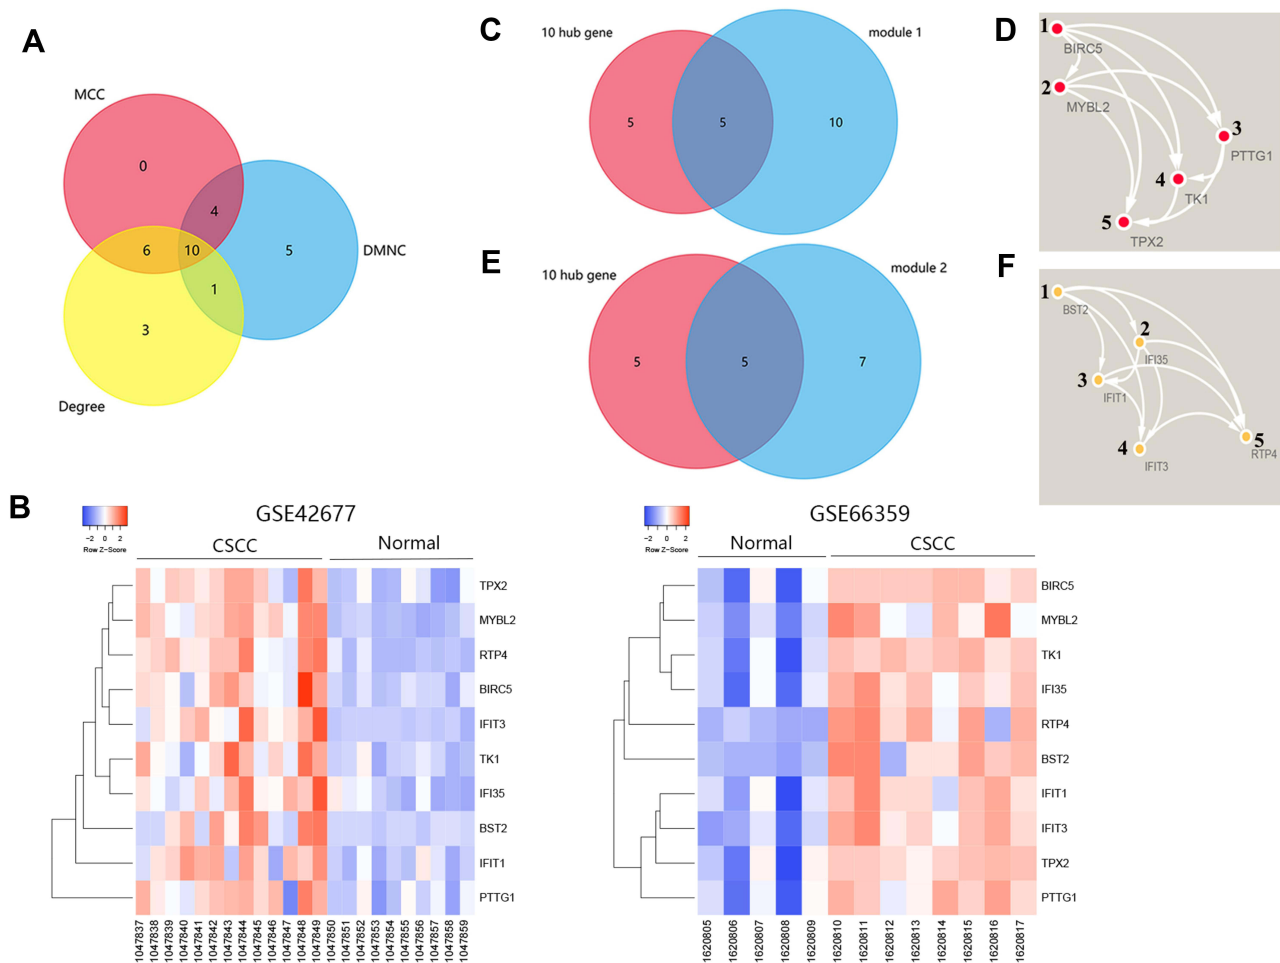 A
MCC
0
4
6
10
5
DMNC
1
3
Degree
C
10 hub gene
module 1
5
5
10
D
1
BIRC5
2
MYBL2
3
PTTG1
4
TK1
5
TPX2
E
10 hub gene
module 2
5
5
7
F
1
BST2
2
IFI35
3
IFIT1
4
IFIT3
5
RTP4
B
GSE42677
−2 0 2
Row Z−Score
CSCC
Normal
TPX2
MYBL2
RTP4
BIRC5
IFIT3
TK1
IFI35
BST2
IFIT1
PTTG1
1047837
1047838
1047839
1047840
1047841
1047842
1047843
1047844
1047845
1047846
1047847
1047848
1047849
1047850
1047851
1047852
1047853
1047854
1047855
1047856
1047857
1047858
1047859
GSE66359
−2 0 2
Row Z−Score
Normal
CSCC
BIRC5
MYBL2
TK1
IFI35
RTP4
BST2
IFIT1
IFIT3
TPX2
PTTG1
1620805
1620806
1620807
1620808
1620809
1620810
1620811
1620812
1620813
1620814
1620815
1620816
1620817